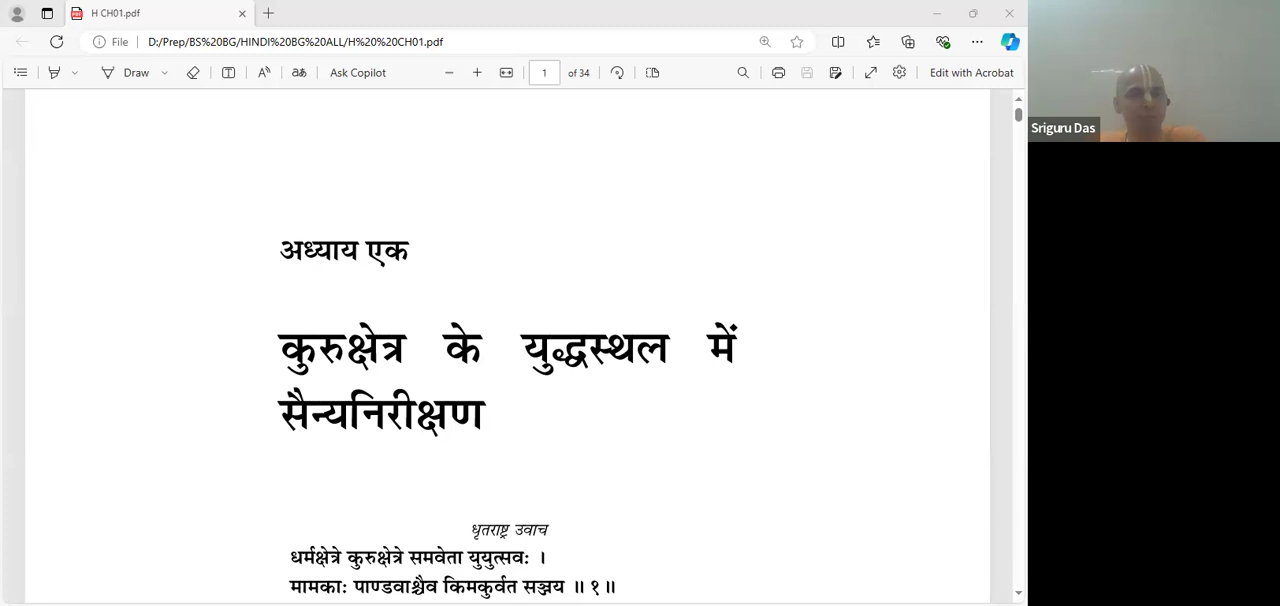 H CH01.pdf
File D:/Prep/BS%20BG/HINDI%20BG%20ALL/H%20%20CH01.pdf
Draw Ask Copilot 1 of 34 Edit with Acrobat
Sriguru Das
अध्याय एक
कुरुक्षेत्र के युद्धस्थल में
सैन्यनिरीक्षण
धृतराष्ट्र उवाच
धर्मक्षेत्रे कुरुक्षेत्रे समवेता युयुत्सवः ।
मामकाः पाण्डवाश्चैव किमकुर्वत सञ्जय ॥ १॥